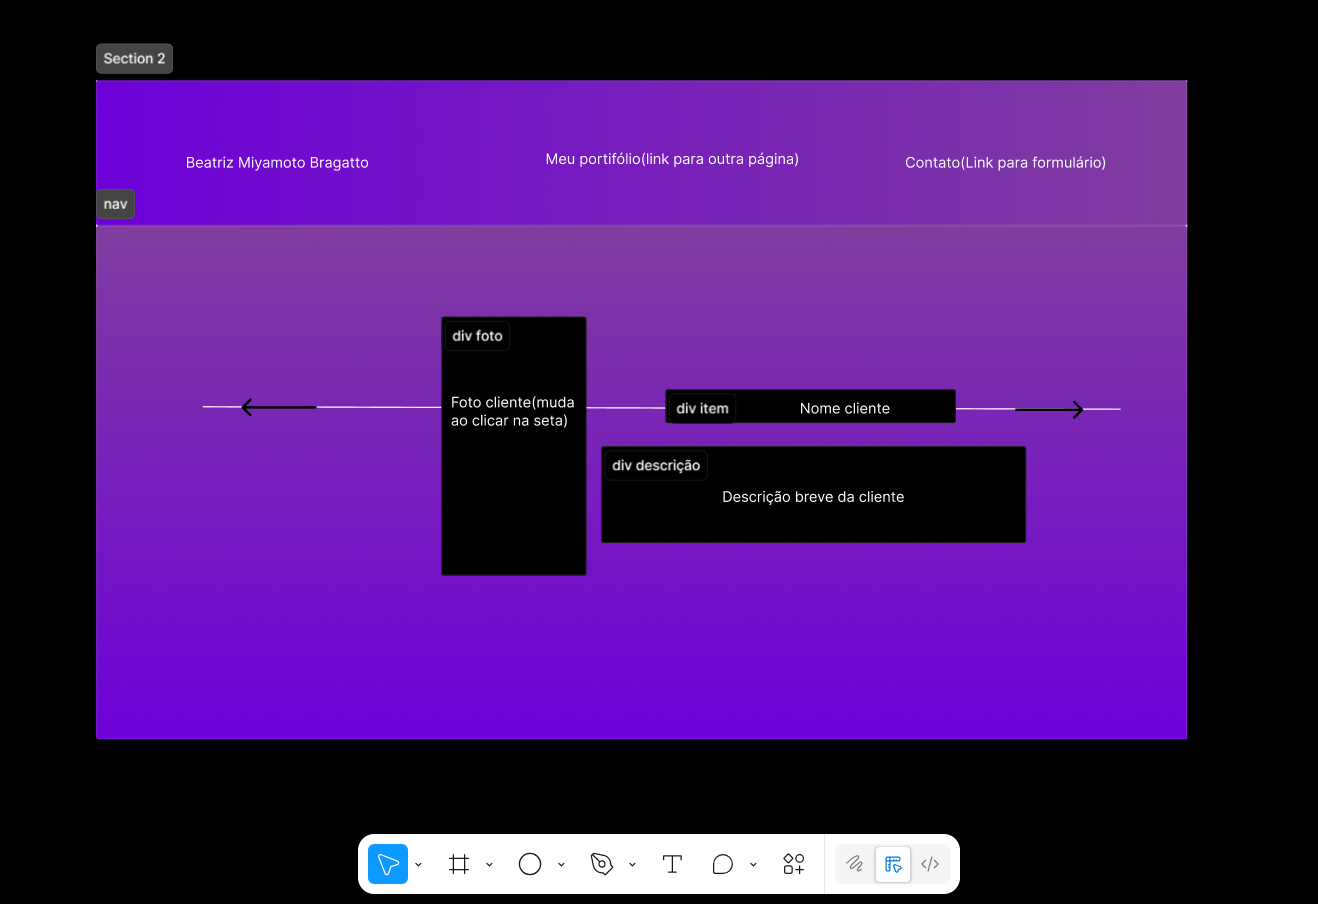 Section 2
Beatriz Miyamoto Bragatto
Meu portifólio(link para outra página)
Contato(Link para formulário)
nav
div foto
Foto cliente(muda
ao clicar na seta)
div item
Nome cliente
div descrição
Descrição breve da cliente